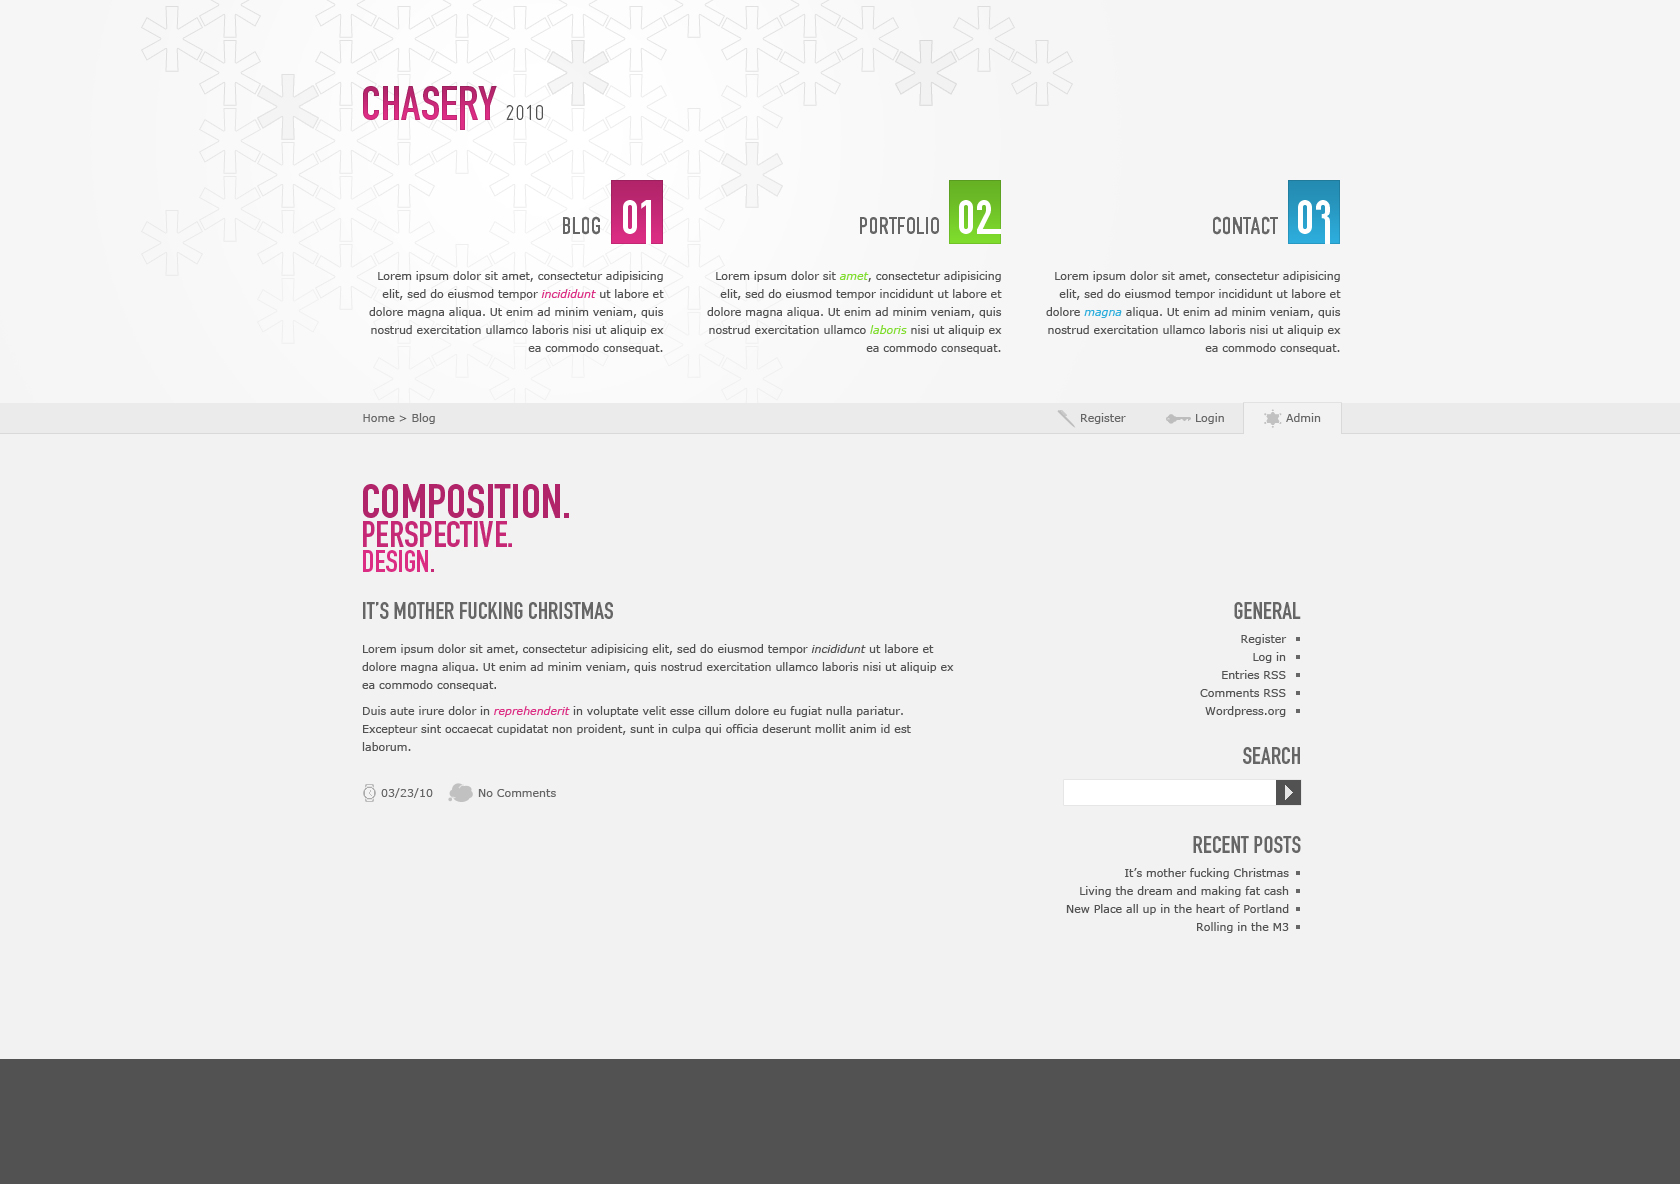 CHASERY 2010
BLOG 01
Lorem ipsum dolor sit amet, consectetur adipisicing
elit, sed do eiusmod tempor incididunt ut labore et
dolore magna aliqua. Ut enim ad minim veniam, quis
nostrud exercitation ullamco laboris nisi ut aliquip ex
ea commodo consequat.
PORTFOLIO 02
Lorem ipsum dolor sit amet, consectetur adipisicing
elit, sed do eiusmod tempor incididunt ut labore et
dolore magna aliqua. Ut enim ad minim veniam, quis
nostrud exercitation ullamco laboris nisi ut aliquip ex
ea commodo consequat.
CONTACT 03
Lorem ipsum dolor sit amet, consectetur adipisicing
elit, sed do eiusmod tempor incididunt ut labore et
dolore magna aliqua. Ut enim ad minim veniam, quis
nostrud exercitation ullamco laboris nisi ut aliquip ex
ea commodo consequat.
Home > Blog
Register
Login
Admin
COMPOSITION.
PERSPECTIVE.
DESIGN.
IT'S MOTHER FUCKING CHRISTMAS
Lorem ipsum dolor sit amet, consectetur adipisicing elit, sed do eiusmod tempor incididunt ut labore et
dolore magna aliqua. Ut enim ad minim veniam, quis nostrud exercitation ullamco laboris nisi ut aliquip ex
ea commodo consequat.
Duis aute irure dolor in reprehenderit in voluptate velit esse cillum dolore eu fugiat nulla pariatur.
Excepteur sint occaecat cupidatat non proident, sunt in culpa qui officia deserunt mollit anim id est
laborum.
03/23/10
No Comments
GENERAL
Register
Log in
Entries RSS
Comments RSS
Wordpress.org
SEARCH
RECENT POSTS
It's mother fucking Christmas
Living the dream and making fat cash
New Place all up in the heart of Portland
Rolling in the M3